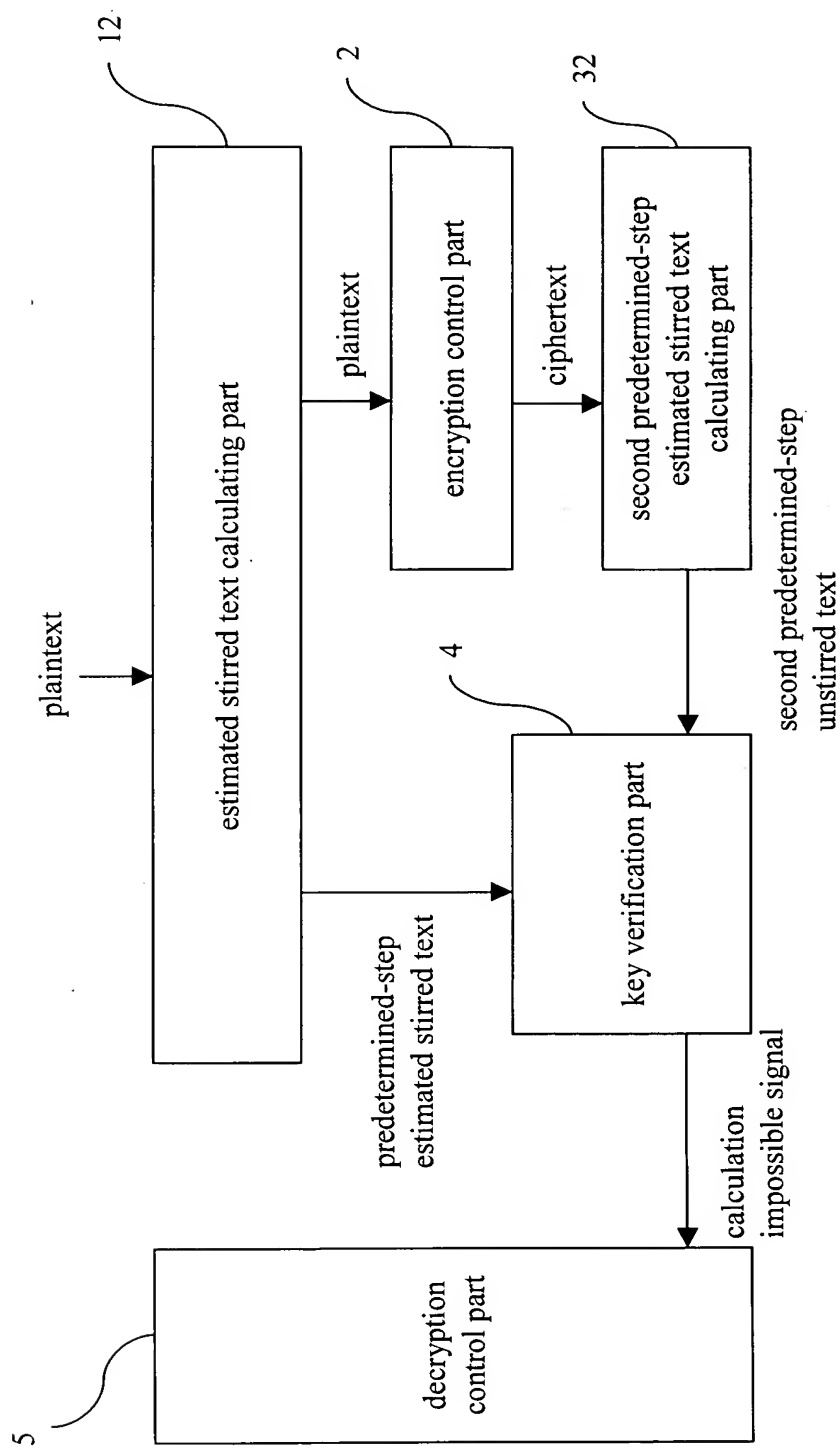 plaintext
12
estimated stirred text calculating part
plaintext
2
encryption control part
ciphertext
32
second predetermined-step
estimated stirred text
calculating part
second predetermined-step
unstirred text
predetermined-step
estimated stirred text
4
key verification part
calculation
impossible signal
5
decryption
control part